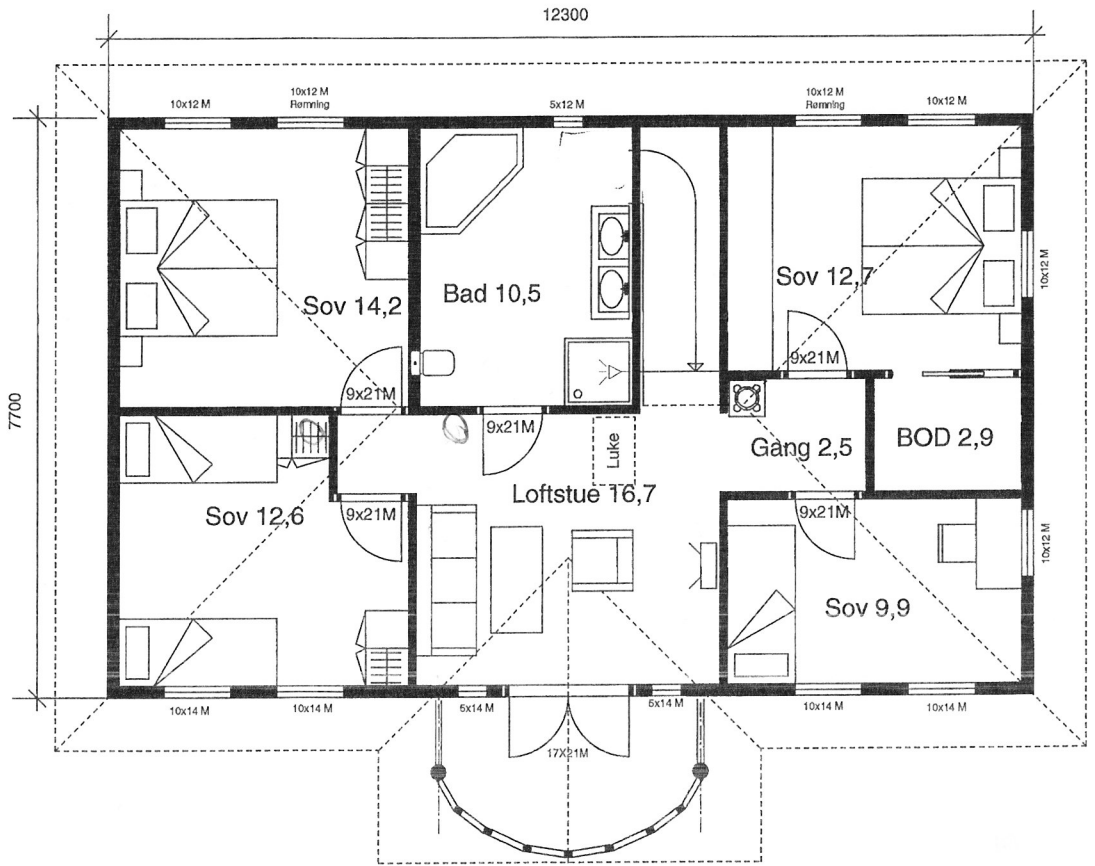 12300
10x12 M
10x12 M
Rømning
5x12 M
10x12 M
Rømning
10x12 M
7700
Sov 14,2
Bad 10,5
Sov 12,7
10x12 M
9x21M
9x21M
9x21M
Luke
Gang 2,5
BOD 2,9
Loftstue 16,7
Sov 12,6
9x21M
9x21M
10x12 M
Sov 9,9
10x14 M
10x14 M
5x14 M
17X21M
5x14 M
10x14 M
10x14 M